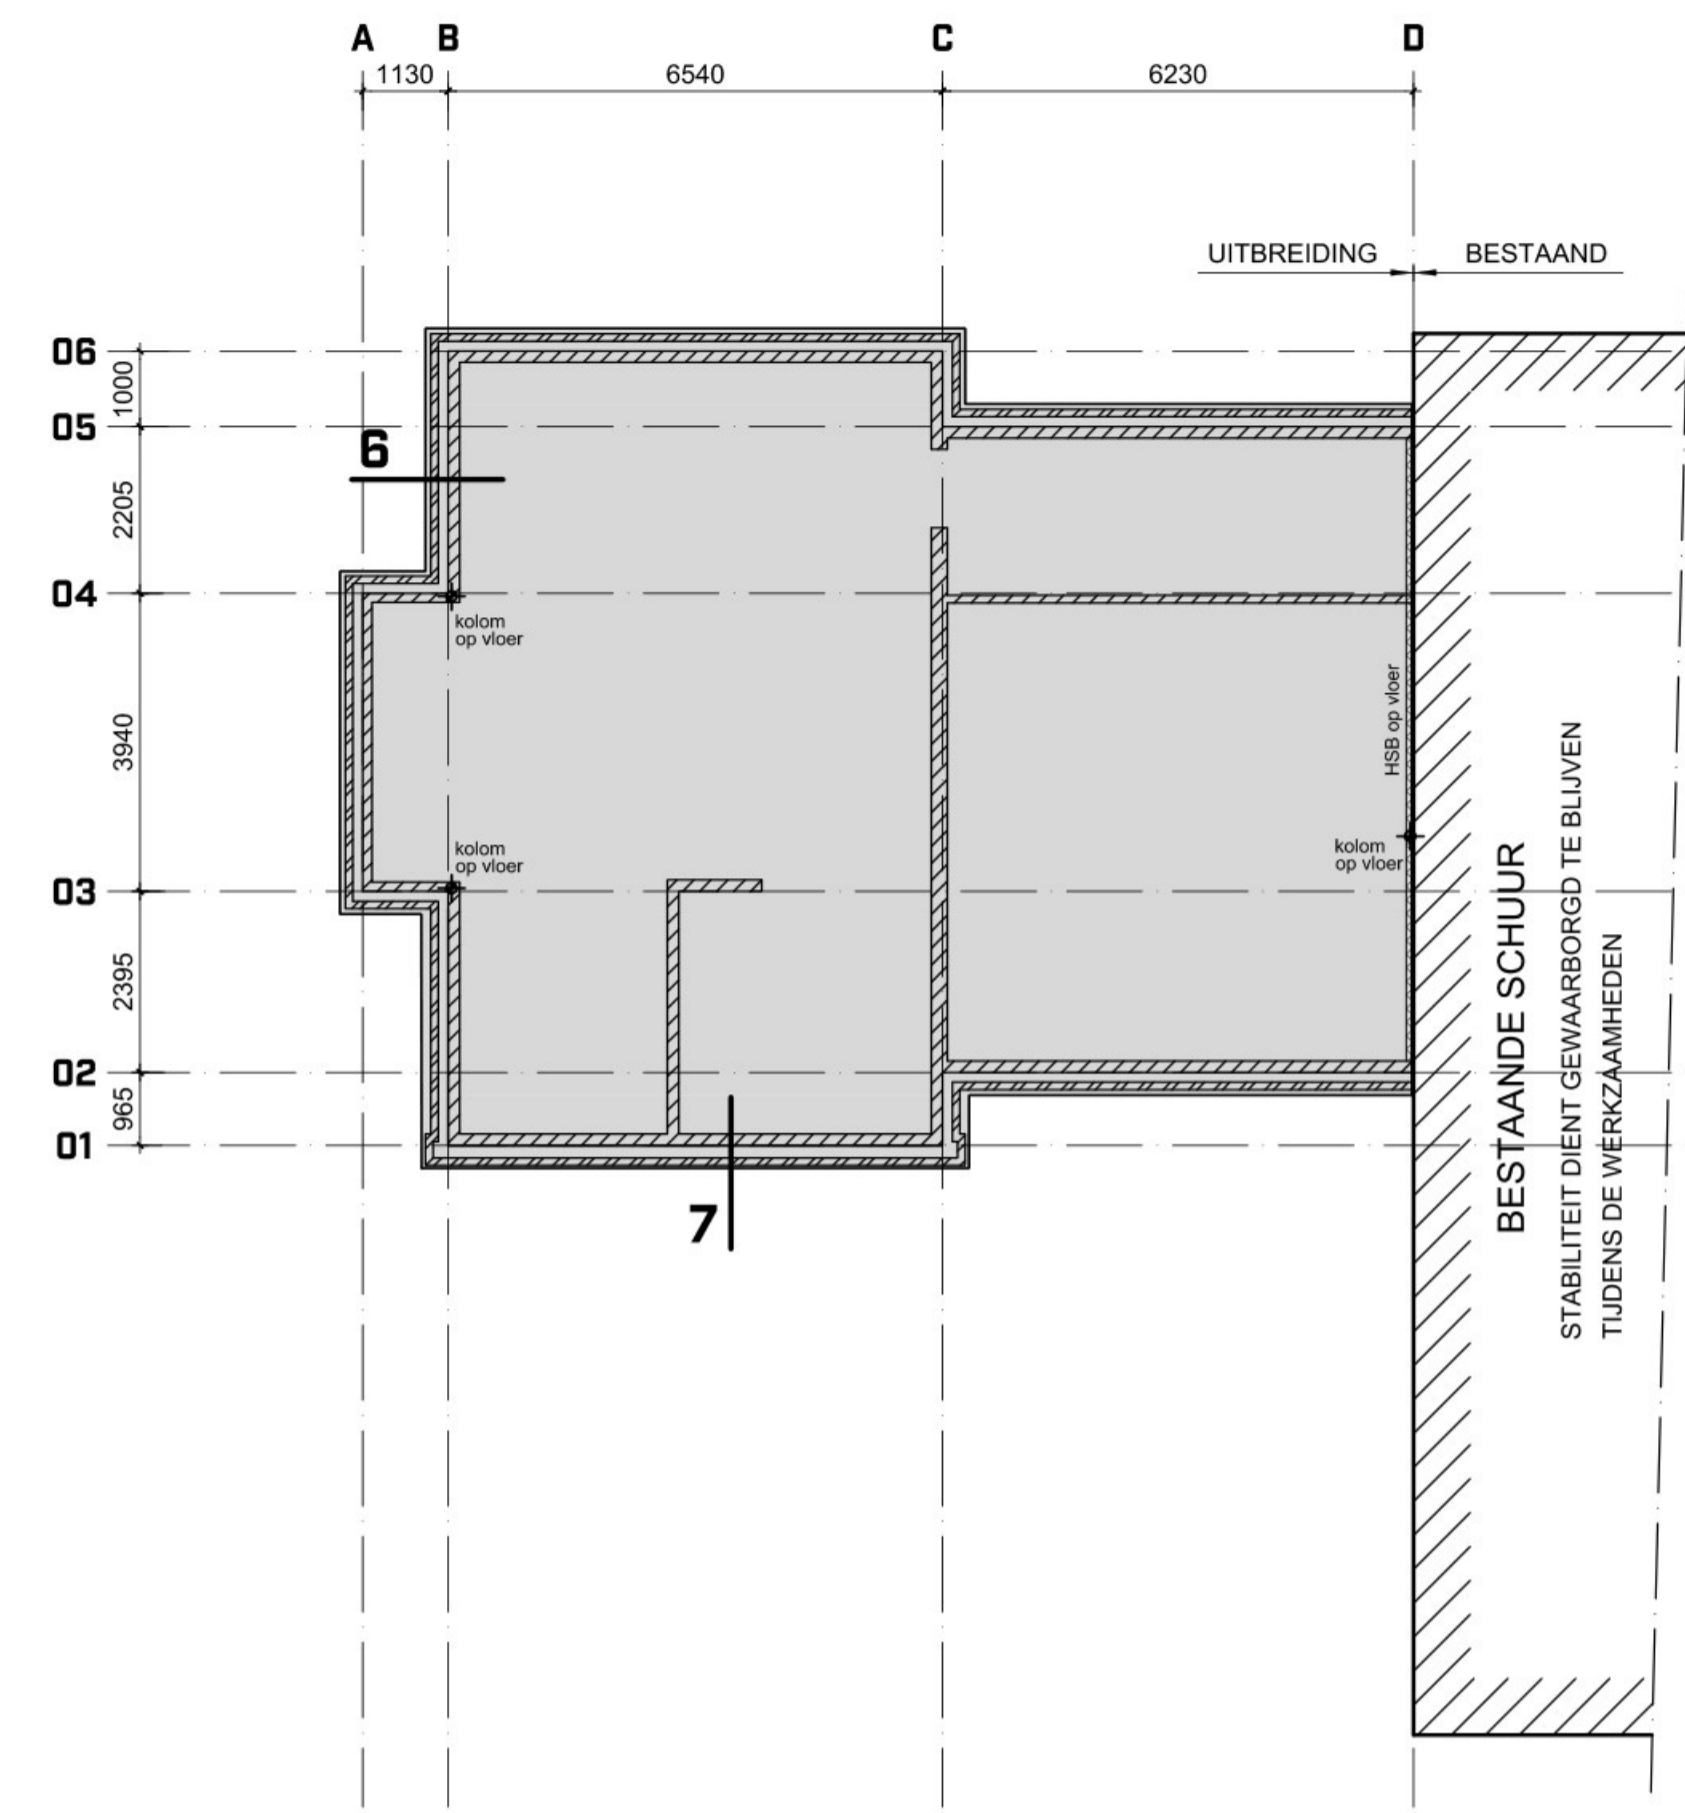 A B C D
1130 6540 6230
UITBREIDING BESTAAND
06
1000
05
6
2205
04
kolom
op vloer
3940
HSB op vloer
kolom
op vloer
kolom
op vloer
03
2395
02
965
01
7
BESTAANDE SCHUUR
STABILITEIT DIENT GEWAARBORGD TE BLIJVEN
TIJDENS DE WERKZAAMHEDEN